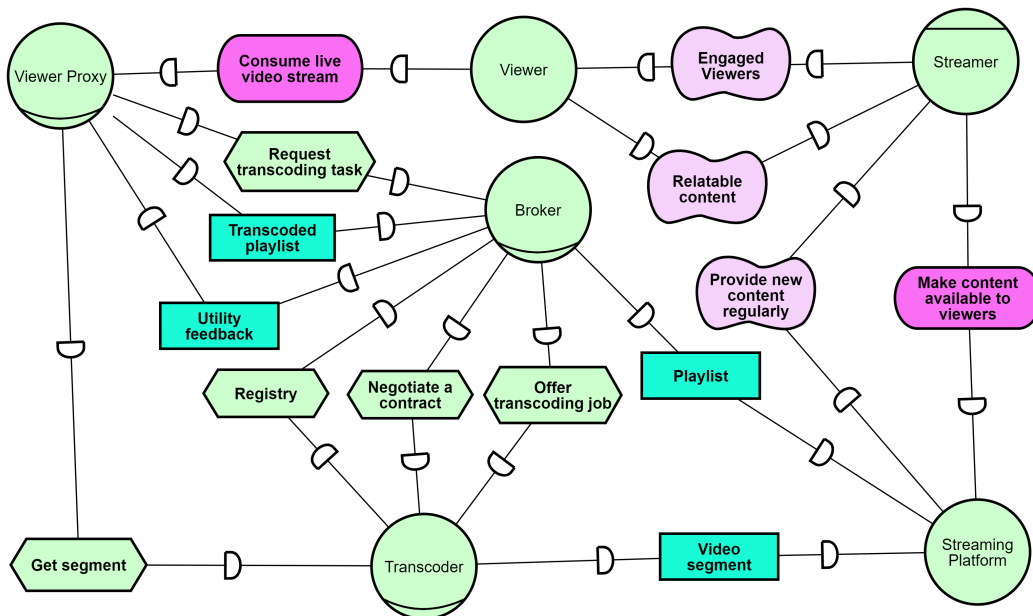 Consume live
video stream
Engaged
Viewers
Viewer Proxy
Viewer
Streamer
Request
transcoding task
Relatable
content
Broker
Transcoded
playlist
Provide new
content
regularly
Make content
available to
viewers
Utility
feedback
Registry
Negotiate a
contract
Offer
transcoding job
Playlist
Get segment
Transcoder
Video
segment
Streaming
Platform